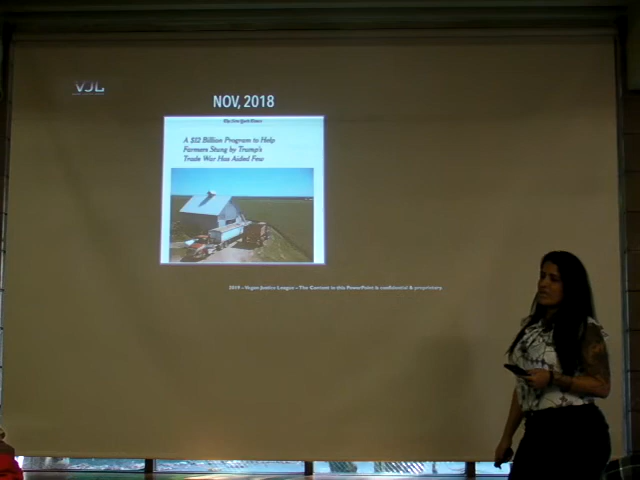 VJL
NOV, 2018
The New York Times
A $12 Billion Program to Help
Farmers Stung by Trump's
Trade War Has Aided Few
2019 – Vegan Justice League – The Content in this PowerPoint is confidential & proprietary